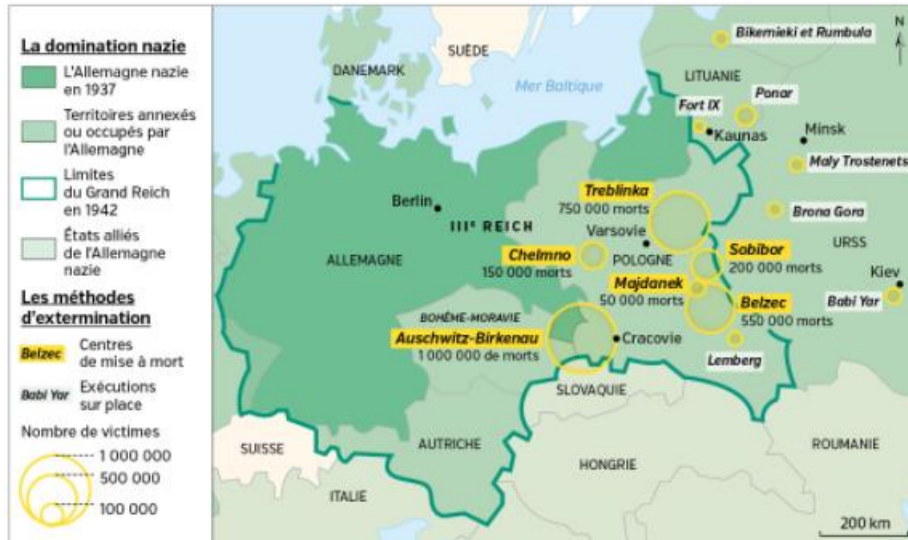 La domination nazie
L'Allemagne nazie
en 1937
Territoires annexés
ou occupés par
l'Allemagne
Limites
du Grand Reich
en 1942
États alliés
de l'Allemagne
nazie
Les méthodes
d'extermination
Belzec
Centres
de mise à mort
Babi Yar
Exécutions
sur place
Nombre de victimes
1 000 000
500 000
100 000
N
SUÈDE
DANEMARK
Mer Baltique
Bikernieki et Rumbula
LITUANIE
Fort IX
Ponar
Kaunas
Minsk
Maly Trostenets
Berlin
IIIe REICH
Treblinka
750 000 morts
Varsovie
Brona Gora
ALLEMAGNE
Chelmno
150 000 morts
POLOGNE
Sobibor
200 000 morts
URSS
Majdanek
50 000 morts
Kiev
Babi Yar
BOHÊME-MORAVIE
Belzec
550 000 morts
Auschwitz-Birkenau
1 000 000 de morts
Cracovie
Lemberg
SLOVAQUIE
SUISSE
AUTRICHE
HONGRIE
ROUMANIE
ITALIE
200 km